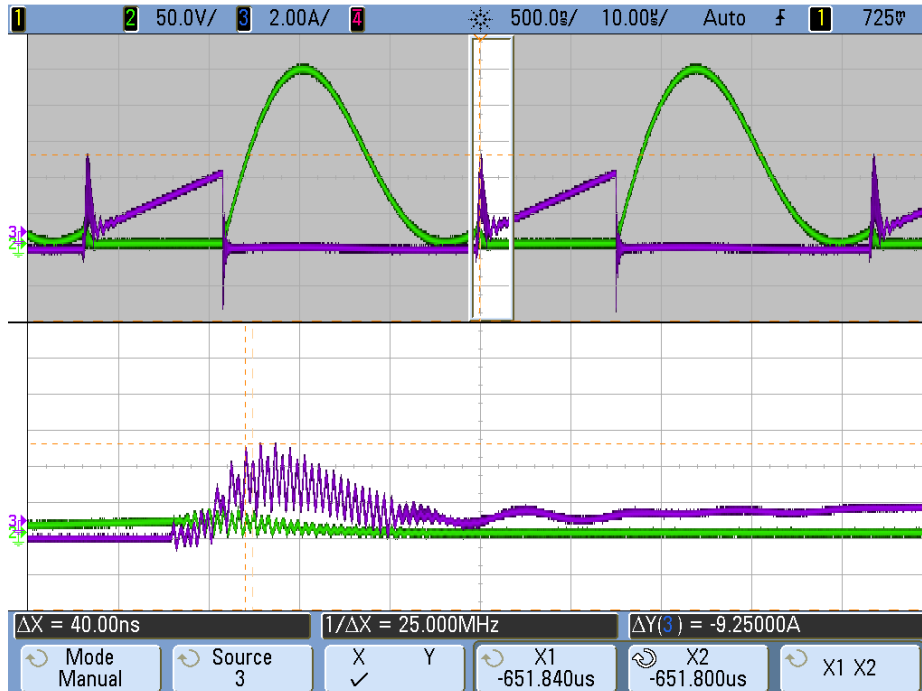 1 2 50.0V/ 3 2.00A/ 4 500.0ns/ 10.00us/ Auto 1 725mV
3
2
3
2
ΔX = 40.00ns 1/ΔX = 25.000MHz ΔY(3) = -9.25000A
Mode Source X Y X1 X2 X1 X2
Manual 3 ✓ -651.840us -651.800us